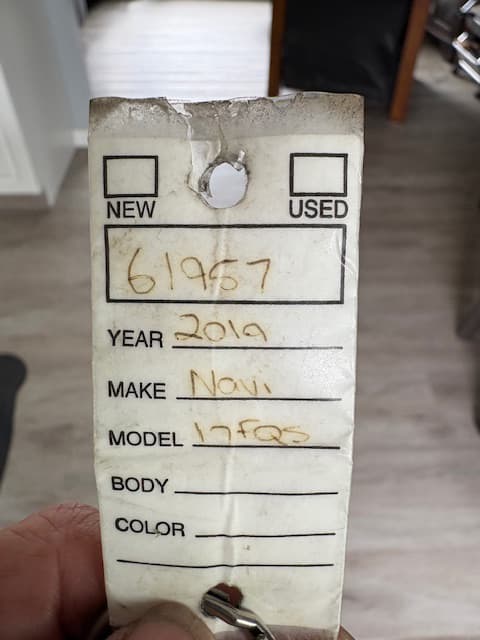 NEW USED
61957
YEAR 2019
MAKE Novi
MODEL 17FQS
BODY
COLOR